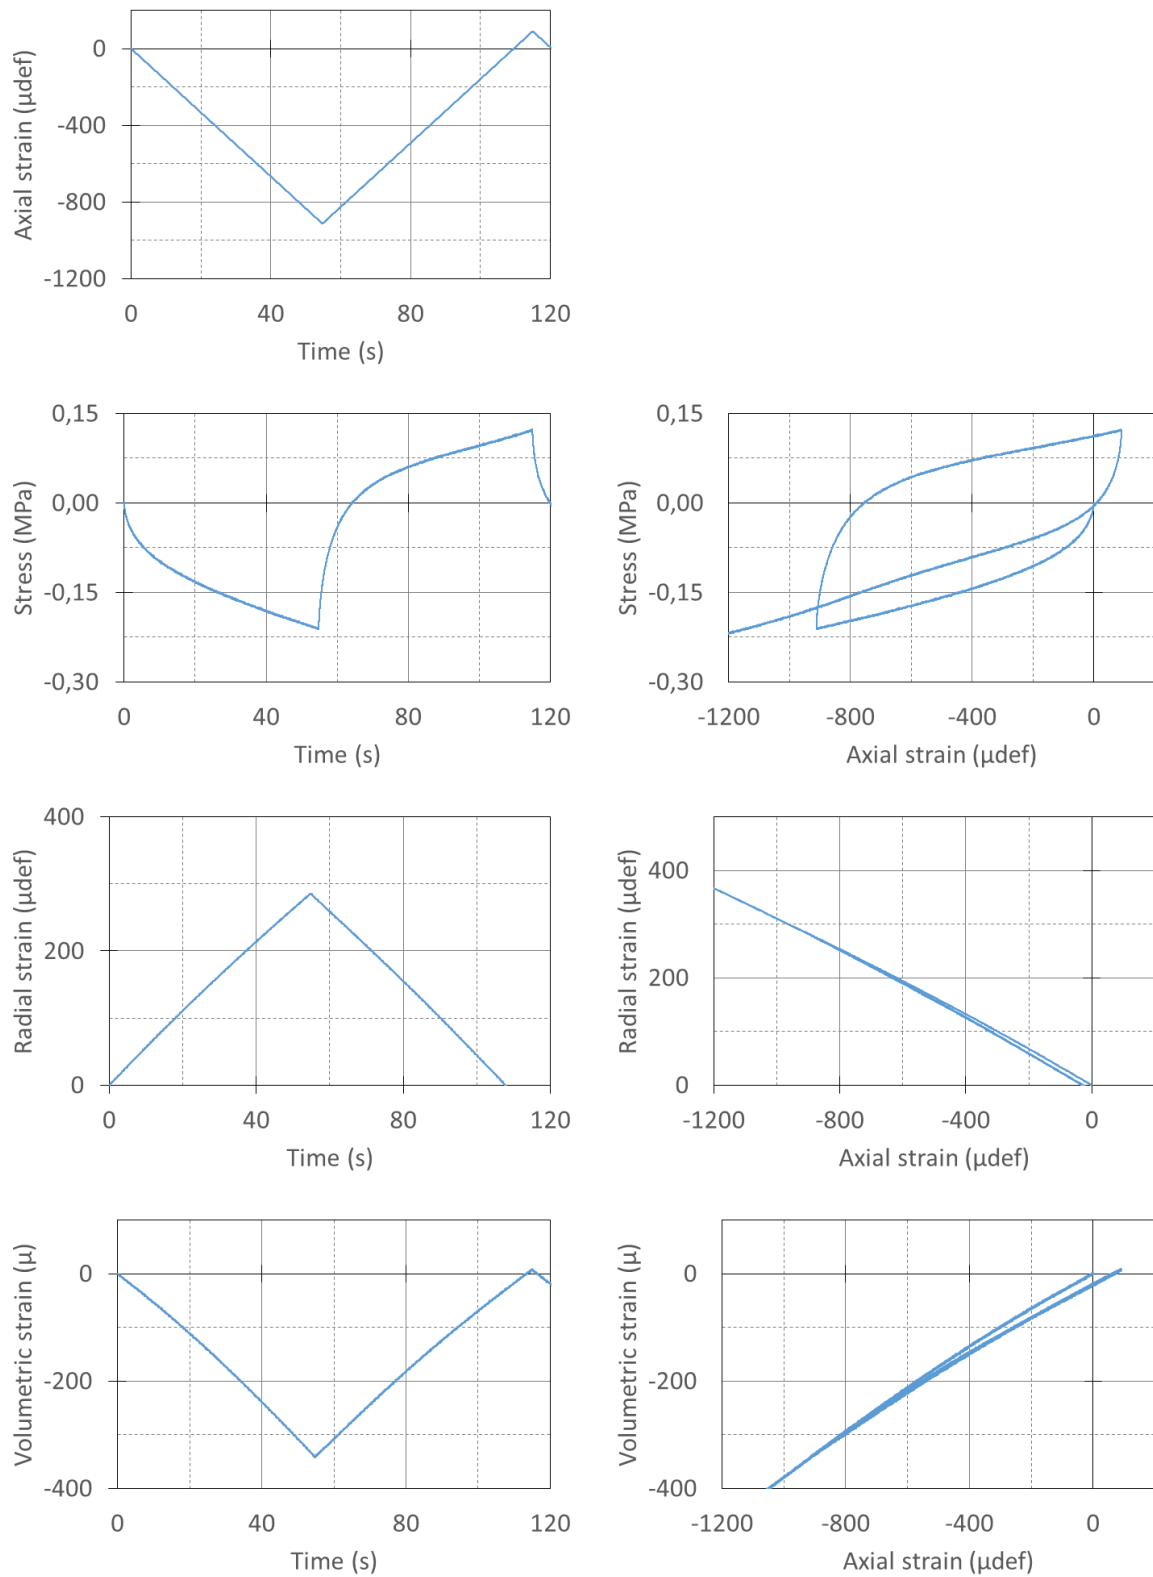 Axial strain (μdef)
0
-400
-800
-1200
0 40 80 120
Time (s)
Stress (MPa)
0,15
0,00
-0,15
-0,30
0 40 80 120
Time (s)
Stress (MPa)
0,15
0,00
-0,15
-0,30
-1200 -800 -400 0
Axial strain (μdef)
Radial strain (μdef)
400
200
0
0 40 80 120
Time (s)
Radial strain (μdef)
400
200
0
-1200 -800 -400 0
Axial strain (μdef)
Volumetric strain (μ)
0
-200
-400
0 40 80 120
Time (s)
Volumetric strain (μ)
0
-200
-400
-1200 -800 -400 0
Axial strain (μdef)